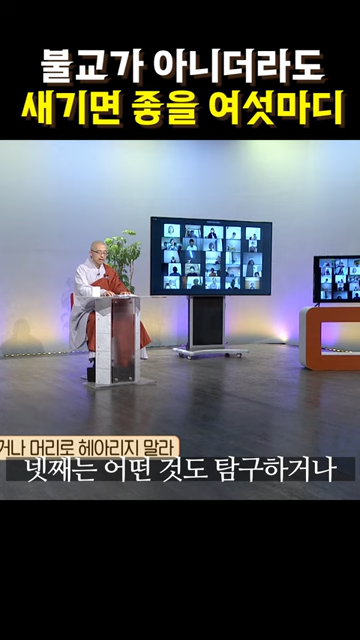 불교가 아니더라도
새기면 좋을 여섯마디
거나 머리로 헤아리지 말라
넷째는 어떤 것도 탐구하거나